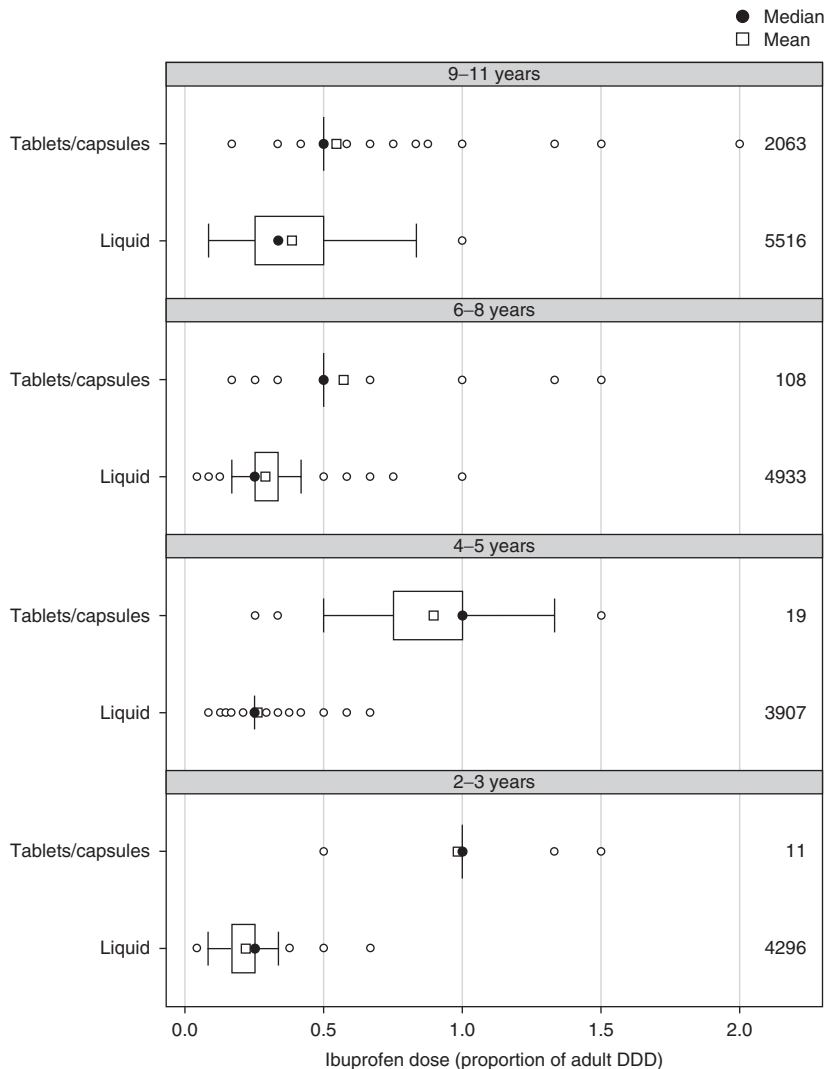 Median
Mean
9–11 years
Tablets/capsules 2063
Liquid 5516
6–8 years
Tablets/capsules 108
Liquid 4933
4–5 years
Tablets/capsules 19
Liquid 3907
2–3 years
Tablets/capsules 11
Liquid 4296
0.0 0.5 1.0 1.5 2.0
Ibuprofen dose (proportion of adult DDD)